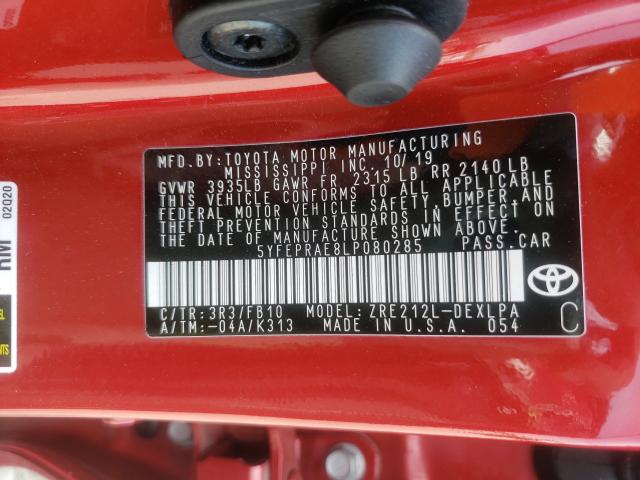 MFD.BY:TOYOTA MOTOR MANUFACTURING
MISSISSIPPI, INC. 10/19
GVWR 3935LB GAWR FR 2315 LB RR 2140 LB
THIS VEHICLE CONFORMS TO ALL APPLICABLE
FEDERAL MOTOR VEHICLE SAFETY, BUMPER, AND
THEFT PREVENTION STANDARDS IN EFFECT ON
THE DATE OF MANUFACTURE SHOWN ABOVE.
5YFEPRAE8LP080285 PASS.CAR
C/TR: 3R3/FB10 MODEL: ZRE212L-DEXLPA
A/TM: -04A/K313 MADE IN U.S.A. 054
TOYOTA
C
02Q20
RM